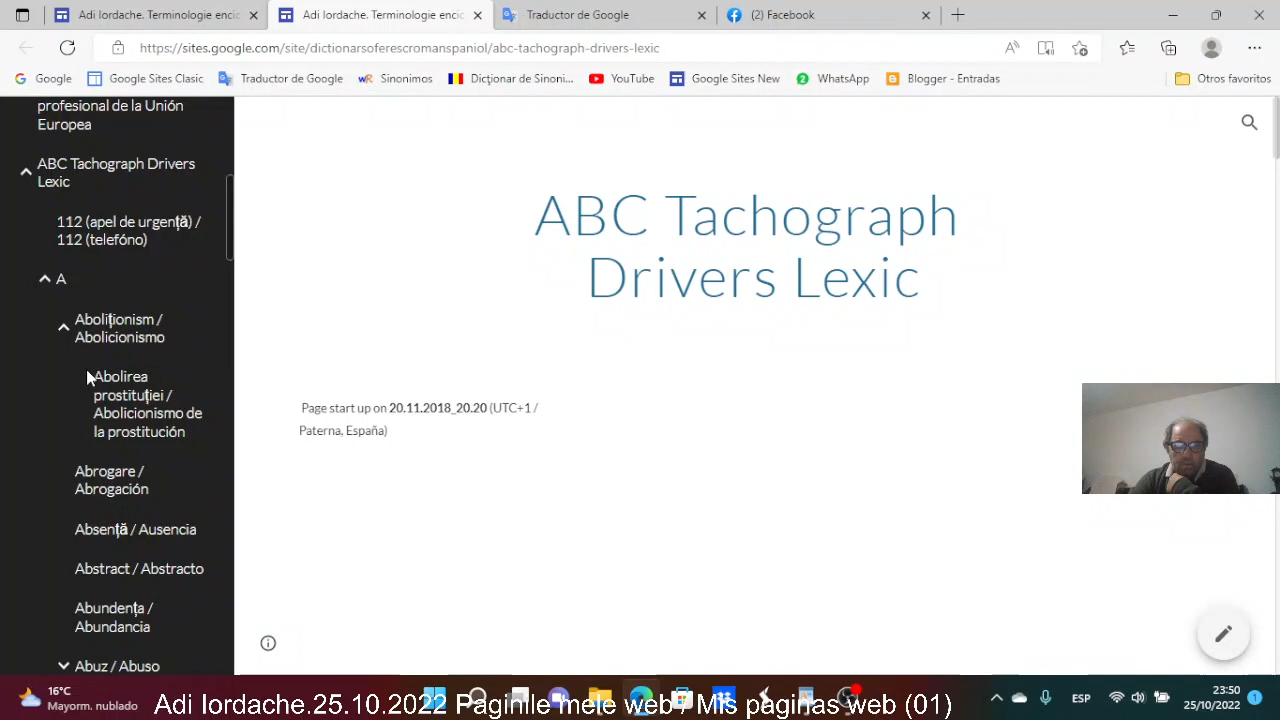 Adi Iordache. Terminologie encic
Adi Iordache. Terminologie encic
Traductor de Google
(2) Facebook
https://sites.google.com/site/dictionarsoferescromanspaniol/abc-tachograph-drivers-lexic
Google
Google Sites Clasic
Traductor de Google
Sinonimos
Dicționar de Sinoni...
YouTube
Google Sites New
WhatsApp
Blogger - Entradas
Otros favoritos
profesional de la Unión
Europea
ABC Tachograph Drivers
Lexic
112 (apel de urgență) /
112 (telefóno)
A
Aboliționism /
Abolicionismo
Abolirea
prostituției /
Abolicionismo de
la prostitución
Abrogare /
Abrogación
Absență / Ausencia
Abstract / Abstracto
Abundența /
Abundancia
Abuz / Abuso
ABC Tachograph
Drivers Lexic
Page start up on 20.11.2018_20.20 (UTC+1 /
Paterna, España)
16°C
Mayorm. nublado
ESP
23:50
25/10/2022
1
Adi Iordache.25.10.2022 Paginile mele web / Mis páginas web (01)